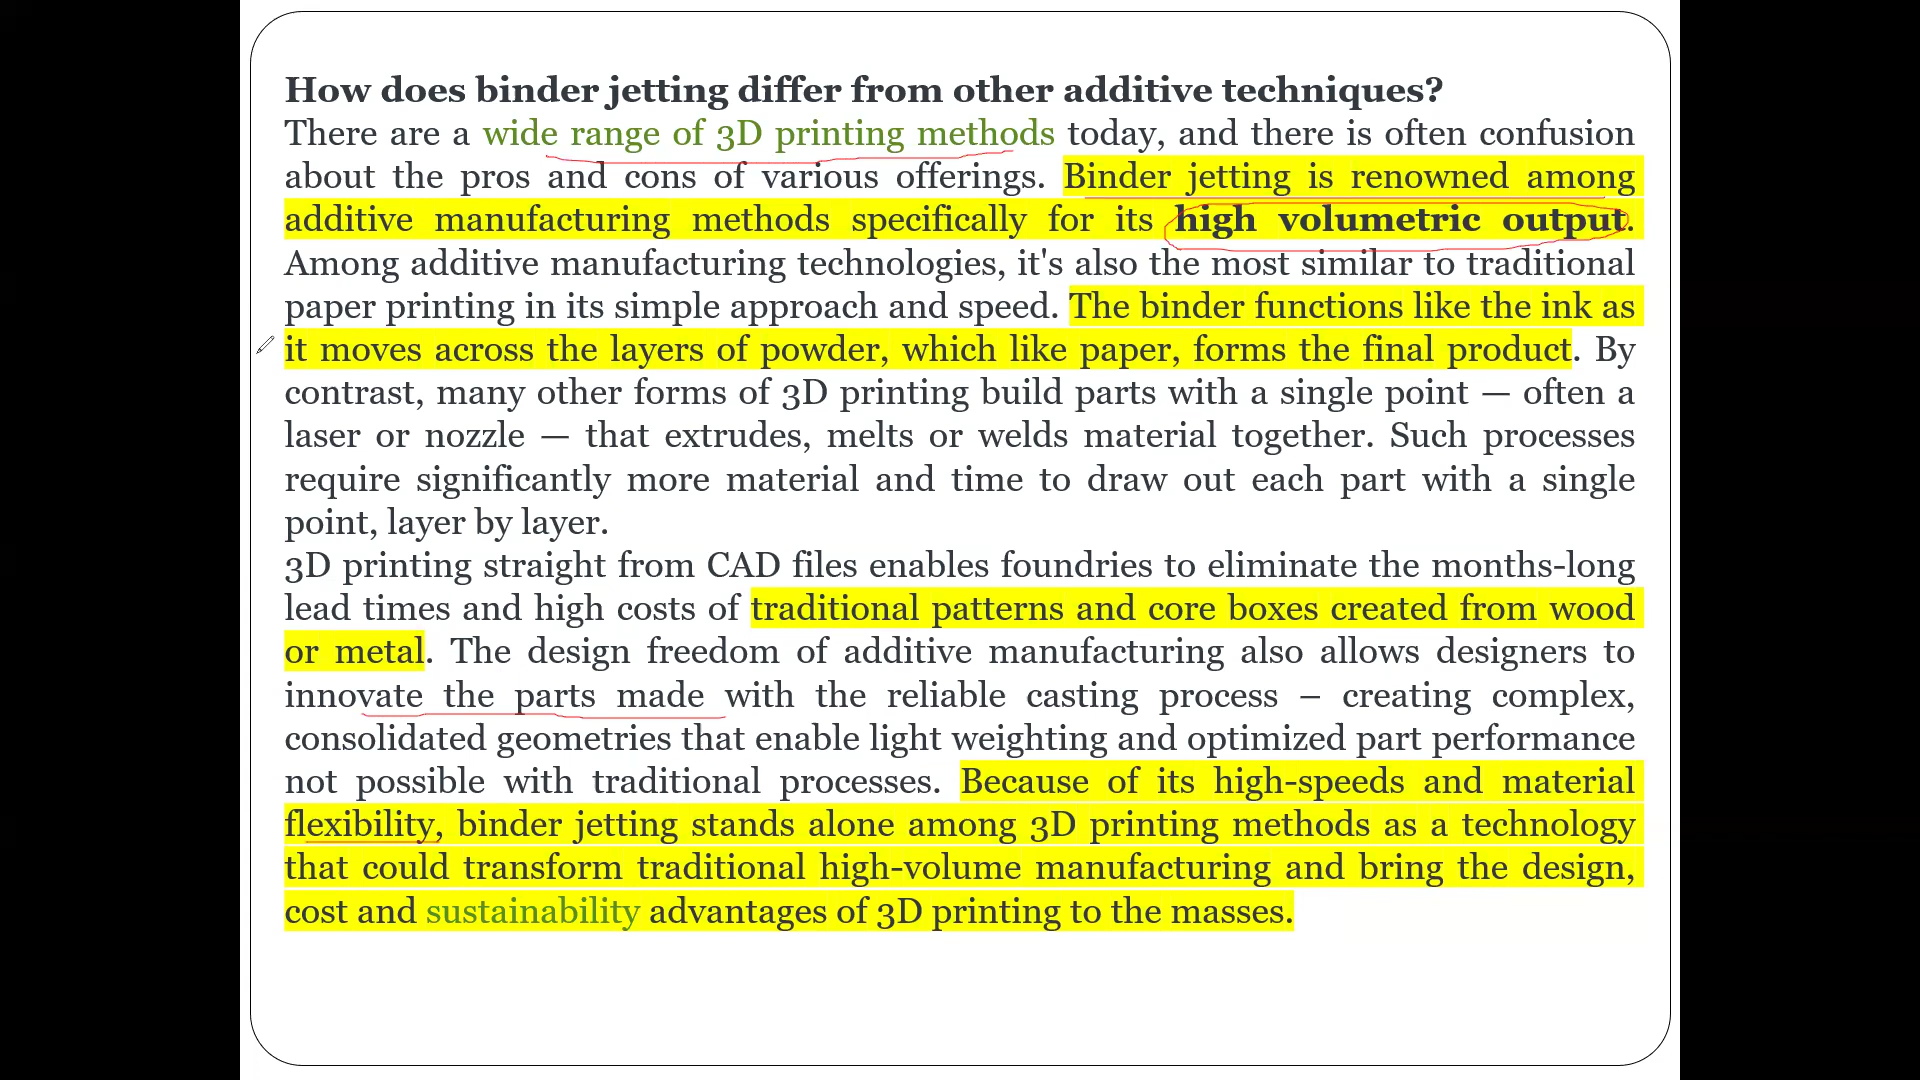 How does binder jetting differ from other additive techniques?
There are a wide range of 3D printing methods today, and there is often confusion
about the pros and cons of various offerings. Binder jetting is renowned among
additive manufacturing methods specifically for its high volumetric output.
Among additive manufacturing technologies, it's also the most similar to traditional
paper printing in its simple approach and speed. The binder functions like the ink as
it moves across the layers of powder, which like paper, forms the final product. By
contrast, many other forms of 3D printing build parts with a single point — often a
laser or nozzle — that extrudes, melts or welds material together. Such processes
require significantly more material and time to draw out each part with a single
point, layer by layer.
3D printing straight from CAD files enables foundries to eliminate the months-long
lead times and high costs of traditional patterns and core boxes created from wood
or metal. The design freedom of additive manufacturing also allows designers to
innovate the parts made with the reliable casting process – creating complex,
consolidated geometries that enable light weighting and optimized part performance
not possible with traditional processes. Because of its high-speeds and material
flexibility, binder jetting stands alone among 3D printing methods as a technology
that could transform traditional high-volume manufacturing and bring the design,
cost and sustainability advantages of 3D printing to the masses.